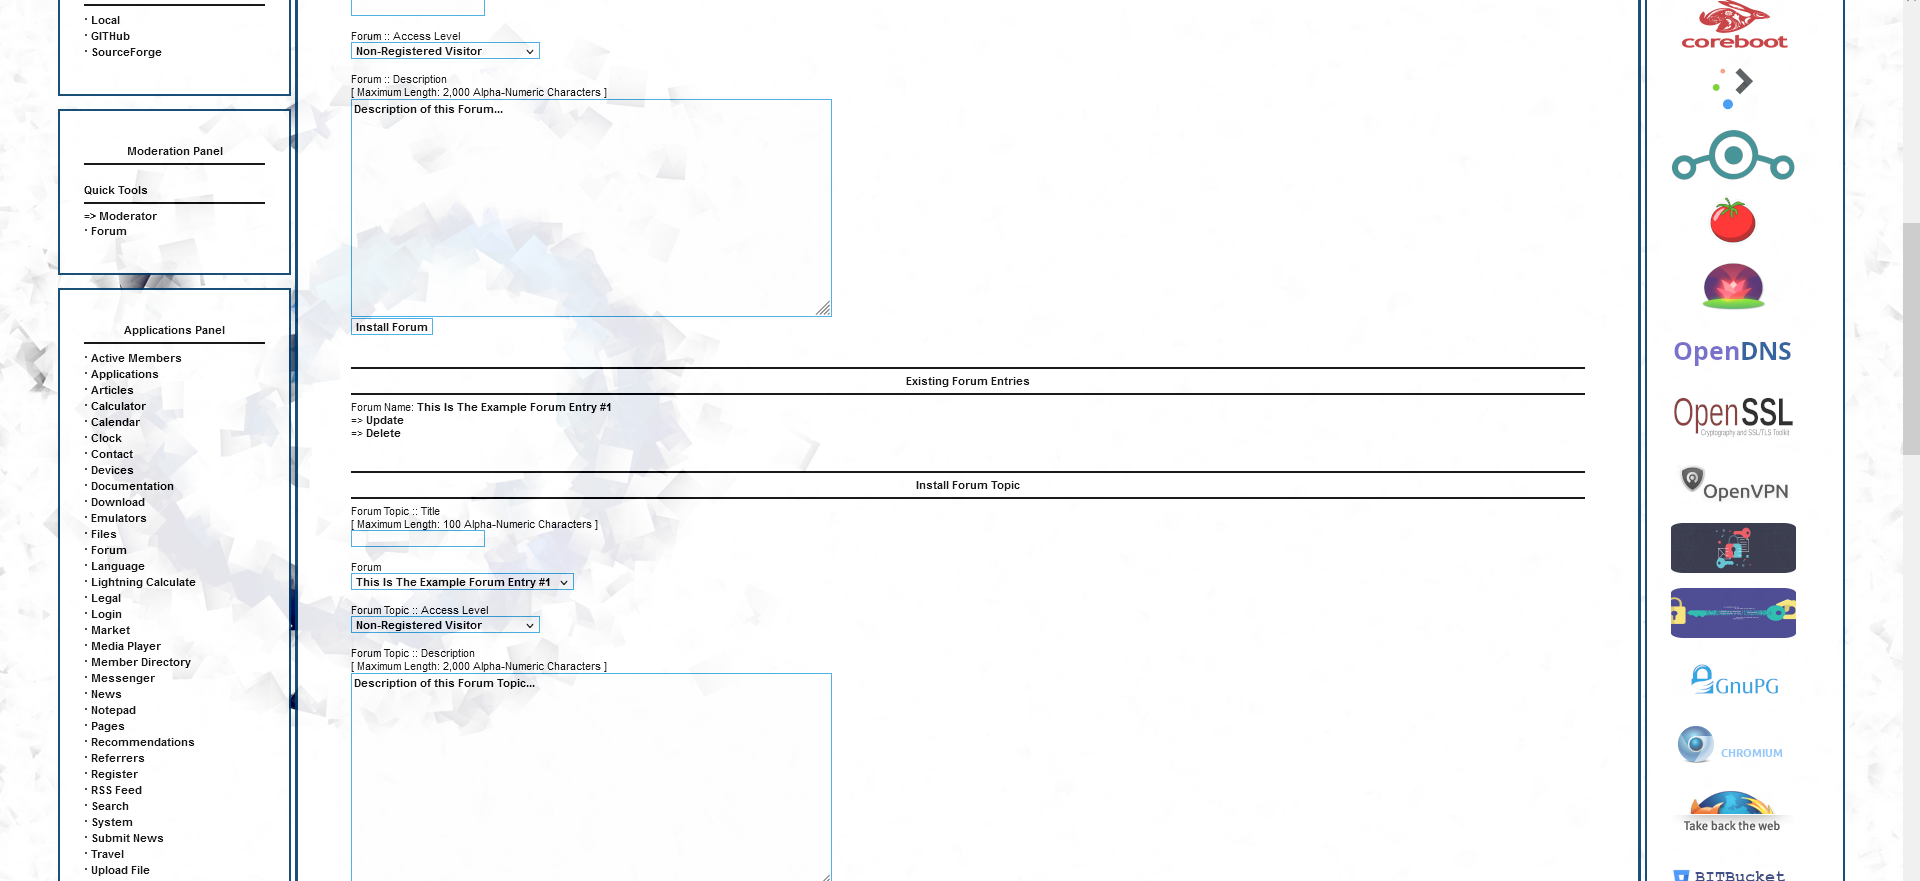 · Local
· GITHub
· SourceForge
Moderation Panel
Quick Tools
=> Moderator
· Forum
Applications Panel
· Active Members
· Applications
· Articles
· Calculator
· Calendar
· Clock
· Contact
· Devices
· Documentation
· Download
· Emulators
· Files
· Forum
· Language
· Lightning Calculate
· Legal
· Login
· Market
· Media Player
· Member Directory
· Messenger
· News
· Notepad
· Pages
· Recommendations
· Referrers
· Register
· RSS Feed
· Search
· System
· Submit News
· Travel
· Upload File
Forum :: Access Level
Non-Registered Visitor
Forum :: Description
[ Maximum Length: 2,000 Alpha-Numeric Characters ]
Description of this Forum...
Install Forum
Existing Forum Entries
Forum Name: This Is The Example Forum Entry #1
=> Update
=> Delete
Install Forum Topic
Forum Topic :: Title
[ Maximum Length: 100 Alpha-Numeric Characters ]
Forum
This Is The Example Forum Entry #1
Forum Topic :: Access Level
Non-Registered Visitor
Forum Topic :: Description
[ Maximum Length: 2,000 Alpha-Numeric Characters ]
Description of this Forum Topic...
coreboot
OpenDNS
OpenSSL
Cryptography and SSL/TLS Toolkit
OpenVPN
GnuPG
CHROMIUM
Take back the web
BITBucket